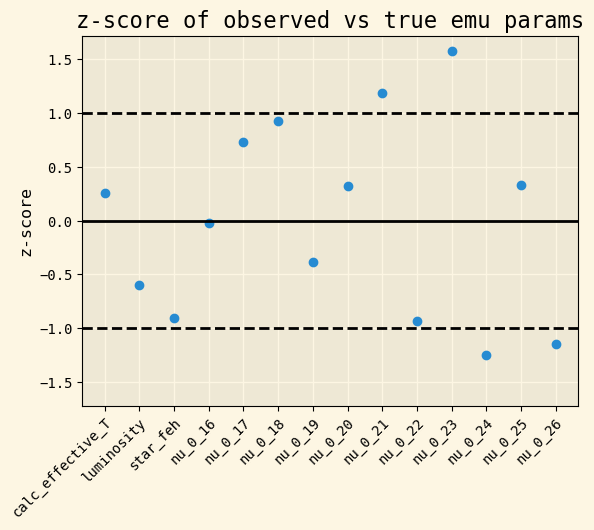 z-score of observed vs true emu params
z-score
1.5
1.0
0.5
0.0
−0.5
−1.0
−1.5
calc_effective_T
luminosity
star_feh
nu_0_16
nu_0_17
nu_0_18
nu_0_19
nu_0_20
nu_0_21
nu_0_22
nu_0_23
nu_0_24
nu_0_25
nu_0_26